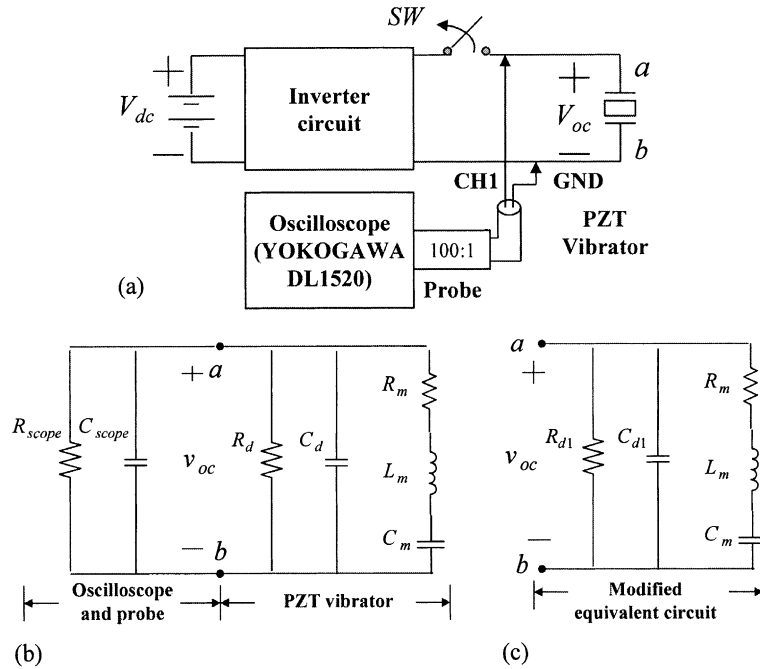 SW
+
V_dc
−
Inverter
circuit
+
V_oc
−
a
b
CH1
GND
Oscilloscope
(YOKOGAWA
DL1520)
100:1
Probe
PZT
Vibrator
(a)
R_scope
C_scope
+ a
v_oc
− b
R_d
C_d
R_m
L_m
C_m
Oscilloscope
and probe
PZT vibrator
(b)
a
+
v_oc
−
b
R_d1
C_d1
R_m
L_m
C_m
Modified
equivalent circuit
(c)